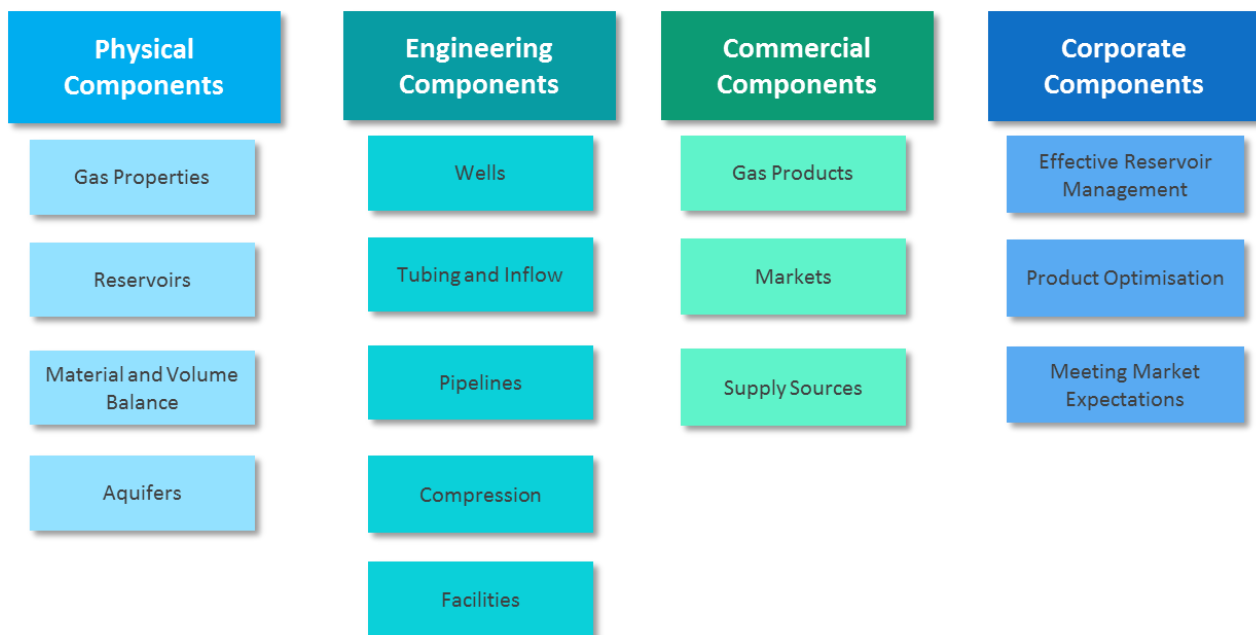 Physical
Components
Gas Properties
Reservoirs
Material and Volume
Balance
Aquifers
Engineering
Components
Wells
Tubing and Inflow
Pipelines
Compression
Facilities
Commercial
Components
Gas Products
Markets
Supply Sources
Corporate
Components
Effective Reservoir
Management
Product Optimisation
Meeting Market
Expectations